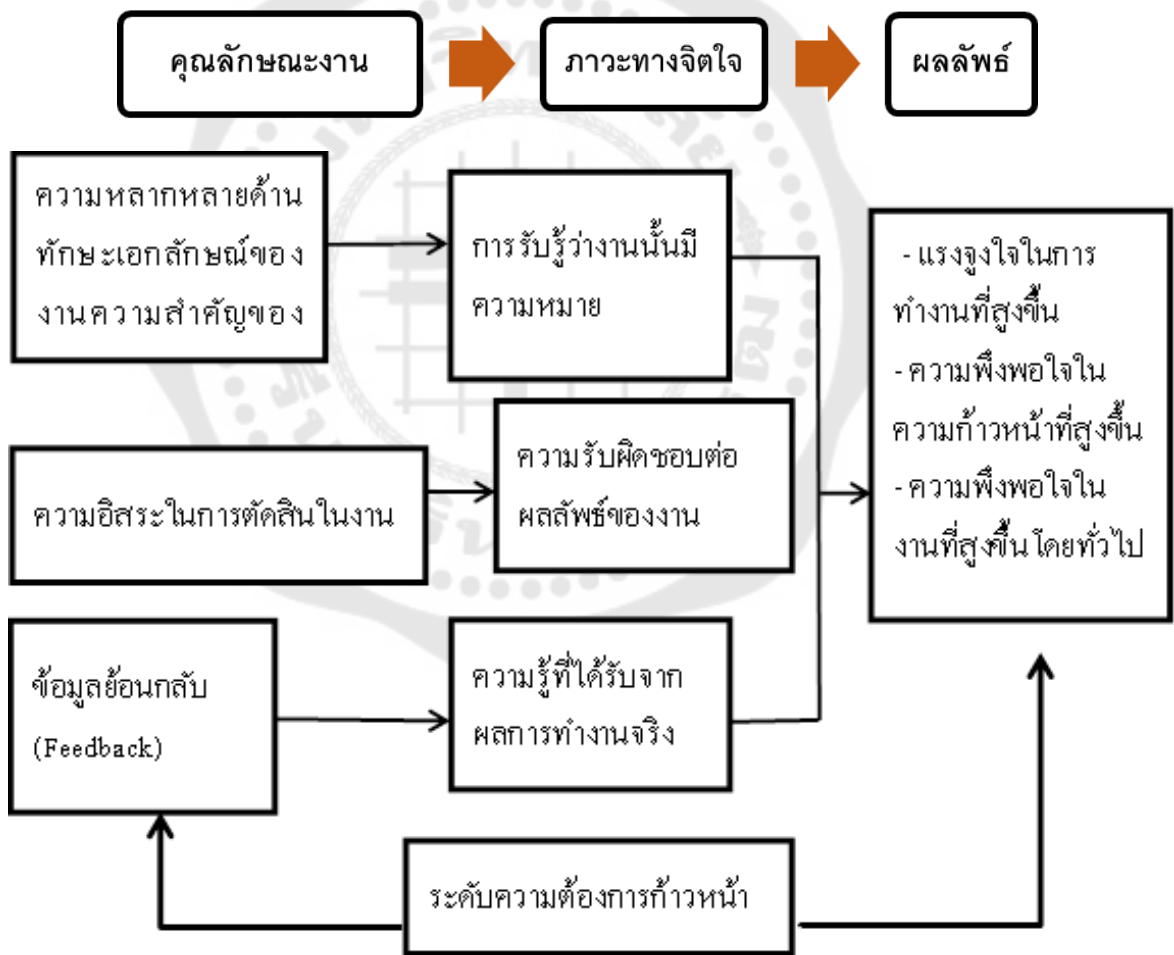 คุณลักษณะงาน
ภาวะทางจิตใจ
ผลลัพธ์
ความหลากหลายด้าน
ทักษะเอกลักษณ์ของ
งานความสำคัญของ
การรับรู้ว่างานนั้นมี
ความหมาย
- แรงจูงใจในการ
ทำงานที่สูงขึ้น
- ความพึงพอใจใน
ความก้าวหน้าที่สูงขึ้น
- ความพึงพอใจใน
งานที่สูงขึ้นโดยทั่วไป
ความอิสระในการตัดสินในงาน
ความรับผิดชอบต่อ
ผลลัพธ์ของงาน
ข้อมูลย้อนกลับ
(Feedback)
ความรู้ที่ได้รับจาก
ผลการทำงานจริง
ระดับความต้องการก้าวหน้า